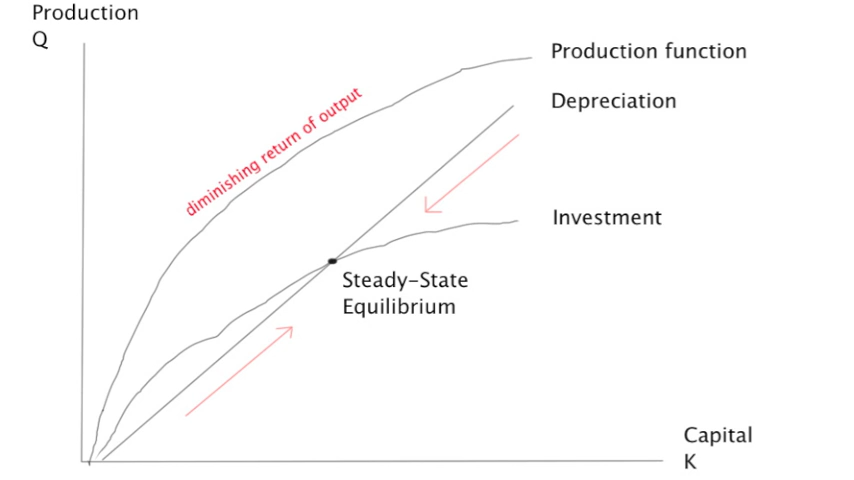 Production
Q
Production function
Depreciation
diminishing return of output
Investment
Steady-State
Equilibrium
Capital
K